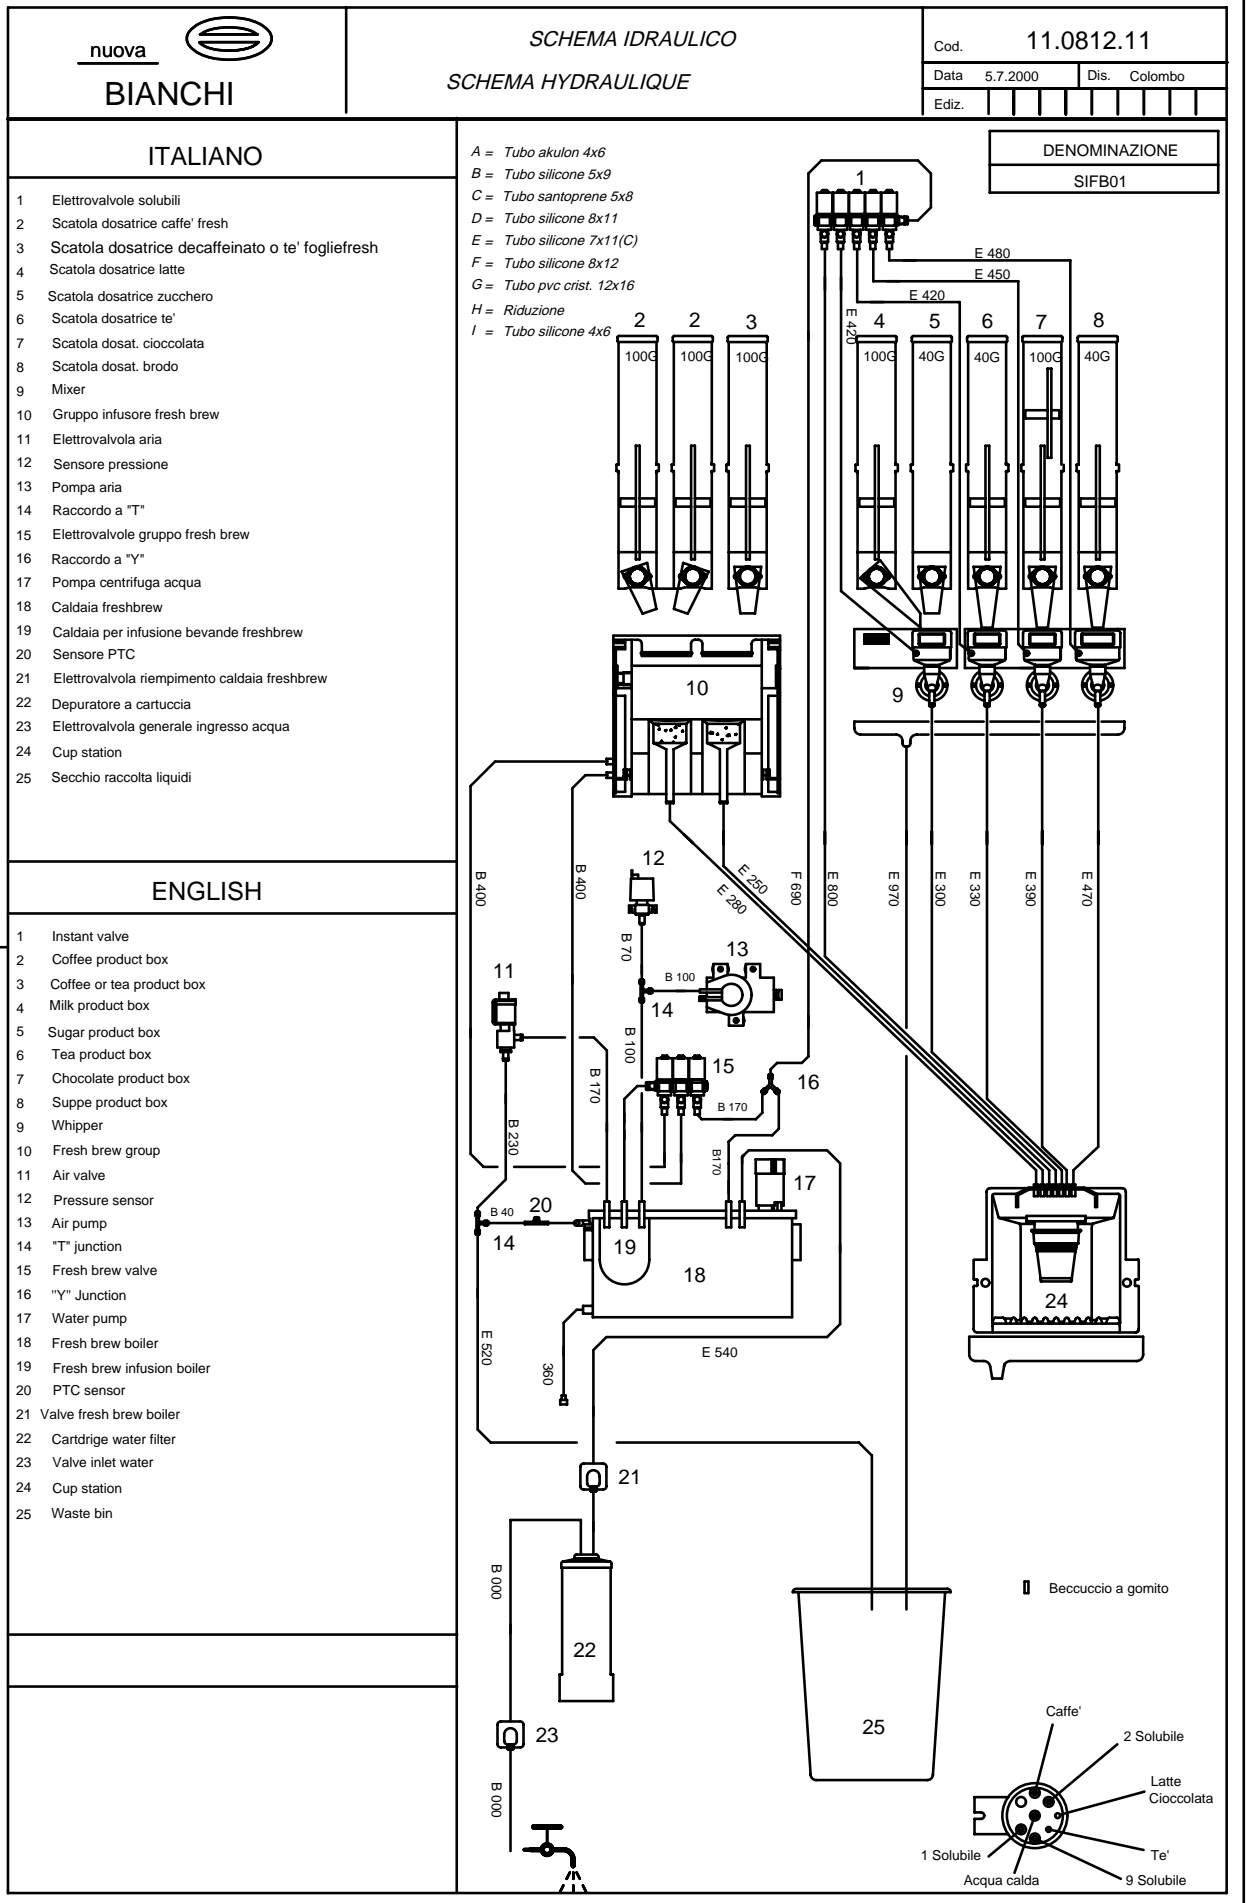 nuova
BIANCHI
SCHEMA IDRAULICO
SCHEMA HYDRAULIQUE
Cod. 11.0812.11
Data 5.7.2000 Dis. Colombo
Ediz.
DENOMINAZIONE
SIFB01
ITALIANO
1 Elettrovalvole solubili
2 Scatola dosatrice caffe' fresh
3 Scatola dosatrice decaffeinato o te' fogliefresh
4 Scatola dosatrice latte
5 Scatola dosatrice zucchero
6 Scatola dosatrice te'
7 Scatola dosat. cioccolata
8 Scatola dosat. brodo
9 Mixer
10 Gruppo infusore fresh brew
11 Elettrovalvola aria
12 Sensore pressione
13 Pompa aria
14 Raccordo a "T"
15 Elettrovalvole gruppo fresh brew
16 Raccordo a "Y"
17 Pompa centrifuga acqua
18 Caldaia freshbrew
19 Caldaia per infusione bevande freshbrew
20 Sensore PTC
21 Elettrovalvola riempimento caldaia freshbrew
22 Depuratore a cartuccia
23 Elettrovalvola generale ingresso acqua
24 Cup station
25 Secchio raccolta liquidi
ENGLISH
1 Instant valve
2 Coffee product box
3 Coffee or tea product box
4 Milk product box
5 Sugar product box
6 Tea product box
7 Chocolate product box
8 Suppe product box
9 Whipper
10 Fresh brew group
11 Air valve
12 Pressure sensor
13 Air pump
14 "T" junction
15 Fresh brew valve
16 "Y" Junction
17 Water pump
18 Fresh brew boiler
19 Fresh brew infusion boiler
20 PTC sensor
21 Valve fresh brew boiler
22 Cartdrige water filter
23 Valve inlet water
24 Cup station
25 Waste bin
A = Tubo akulon 4x6
B = Tubo silicone 5x9
C = Tubo santoprene 5x8
D = Tubo silicone 8x11
E = Tubo silicone 7x11(C)
F = Tubo silicone 8x12
G = Tubo pvc crist. 12x16
H = Riduzione
I = Tubo silicone 4x6
1
E 480
E 450
E 420
E 420
2 2 3 4 5 6 7 8
100G 100G 100G 100G 40G 40G 100G 40G
10
9
B 400
B 400
12
E 250
E 280
F 690
E 800
E 970
E 300
E 330
E 390
E 470
B 70
13
B 100
14
11
B 100
15
16
B 170
B 170
B 230
B170
17
20
B 40
14
19
18
24
E 520
360
E 540
21
B 000
22
Beccuccio a gomito
25
23
B 000
Caffe'
2 Solubile
Latte
Cioccolata
1 Solubile
Te'
Acqua calda
9 Solubile